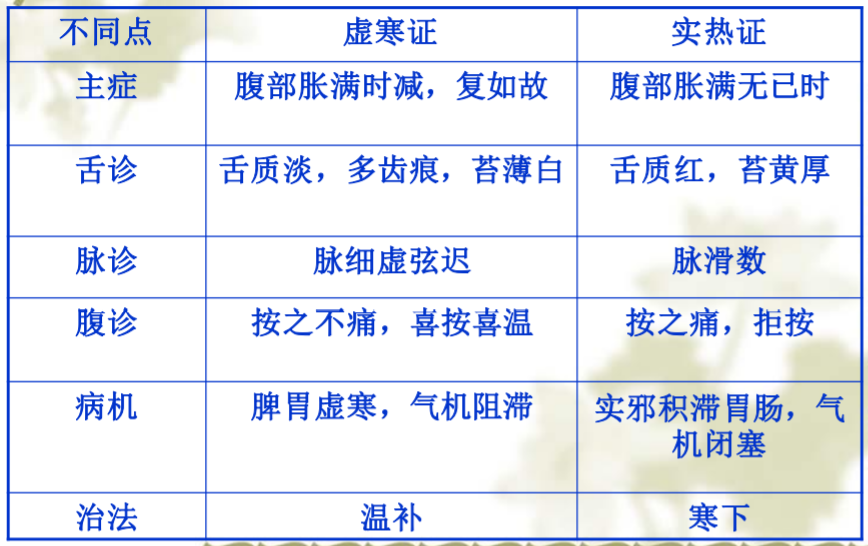 不同点 虚寒证 实热证
主症 腹部胀满时减，复如故 腹部胀满无已时
舌诊 舌质淡，多齿痕，苔薄白 舌质红，苔黄厚
脉诊 脉细虚弦迟 脉滑数
腹诊 按之不痛，喜按喜温 按之痛，拒按
病机 脾胃虚寒，气机阻滞 实邪积滞胃肠，气
机闭塞
治法 温补 寒下